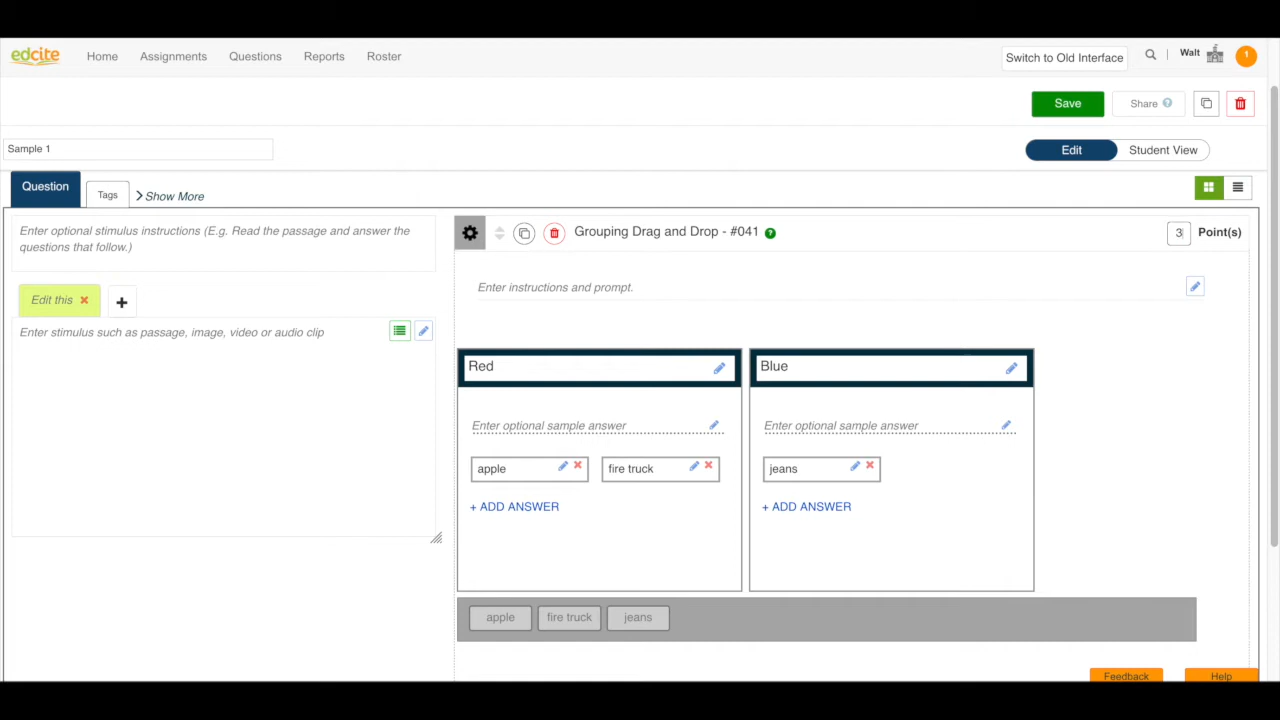 edcite Home Assignments Questions Reports Roster Switch to Old Interface Walt 1
Save Share ?
Sample 1 Edit Student View
Question Tags Show More
Enter optional stimulus instructions (E.g. Read the passage and answer the
questions that follow.)
Grouping Drag and Drop - #041 ? 3 Point(s)
Edit this
Enter instructions and prompt.
Enter stimulus such as passage, image, video or audio clip
Red Blue
Enter optional sample answer Enter optional sample answer
apple fire truck jeans
+ ADD ANSWER + ADD ANSWER
apple fire truck jeans
Feedback Help